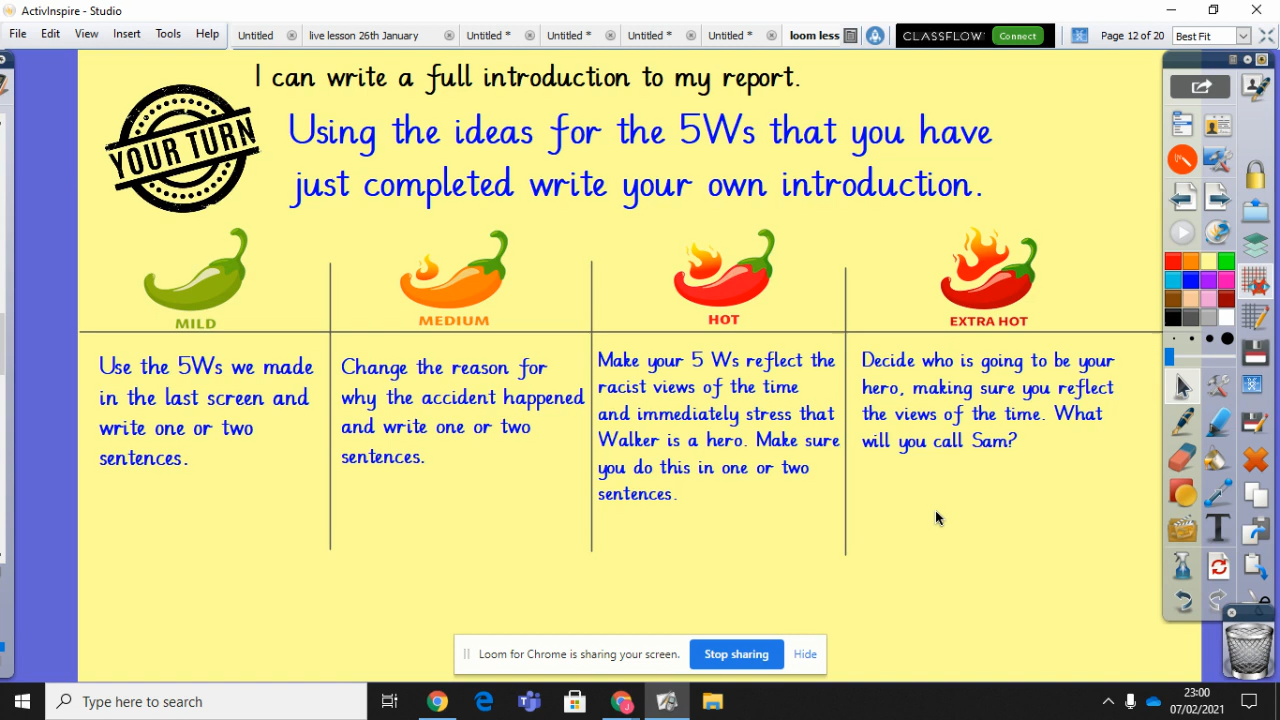 ActivInspire - Studio
File Edit View Insert Tools Help
Untitled live lesson 26th January Untitled * Untitled * Untitled * Untitled * loom less
CLASSFLOW Connect
Page 12 of 20 Best Fit
I can write a full introduction to my report.
YOUR TURN
Using the ideas for the 5Ws that you have
just completed write your own introduction.
MILD
Use the 5Ws we made
in the last screen and
write one or two
sentences.
MEDIUM
Change the reason for
why the accident happened
and write one or two
sentences.
HOT
Make your 5 Ws reflect the
racist views of the time
and immediately stress that
Walker is a hero. Make sure
you do this in one or two
sentences.
EXTRA HOT
Decide who is going to be your
hero, making sure you reflect
the views of the time. What
will you call Sam?
Loom for Chrome is sharing your screen. Stop sharing Hide
Type here to search
23:00
07/02/2021